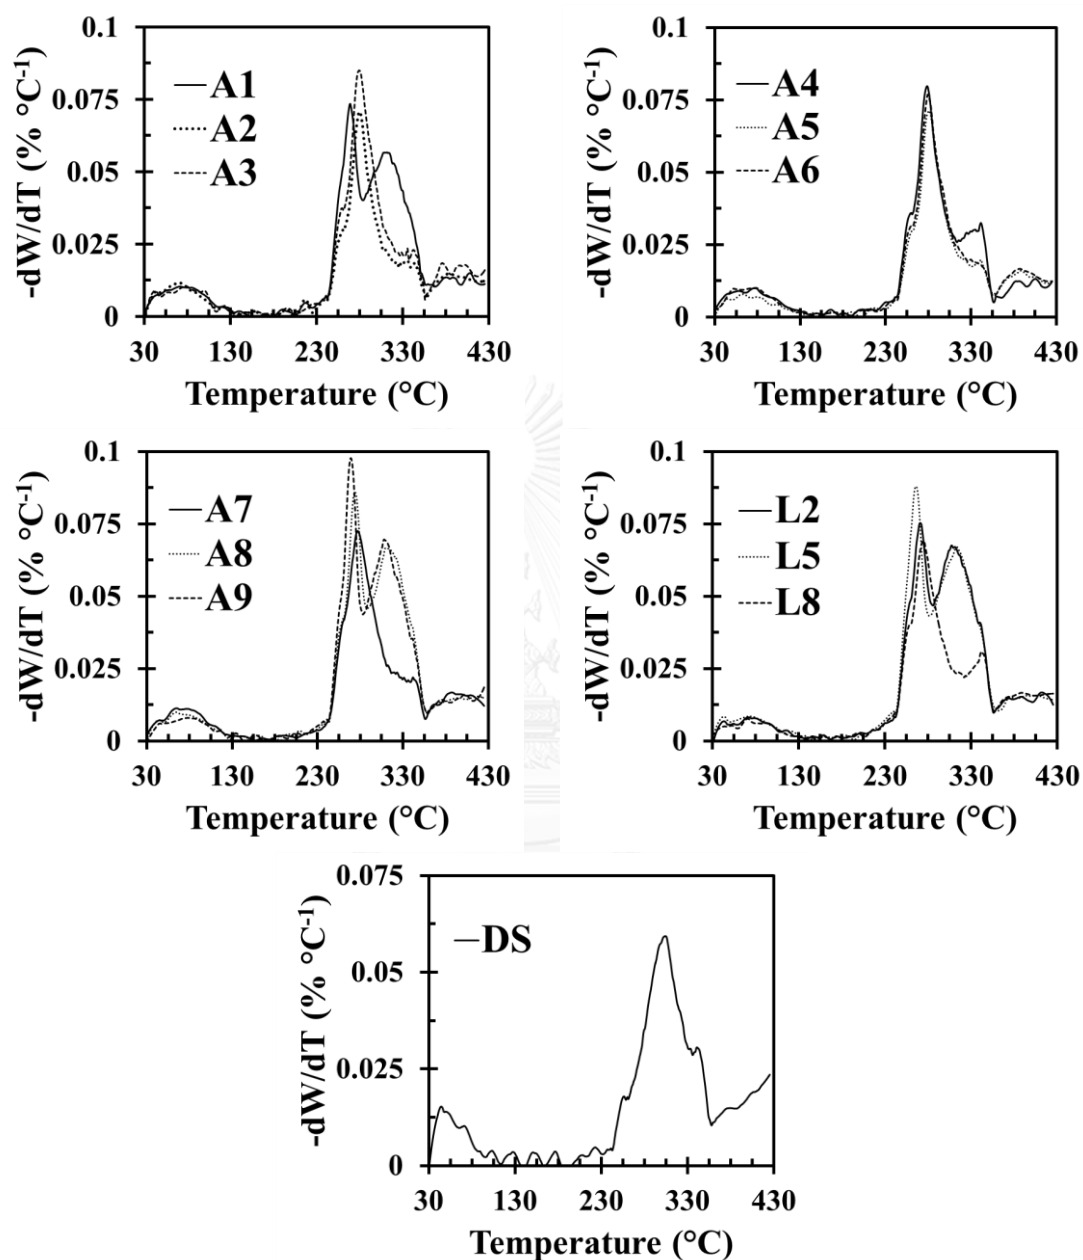 0.1
0.075
0.05
0.025
0
-dW/dT (% °C-1)
A1
A2
A3
30 130 230 330 430
Temperature (°C)
0.1
0.075
0.05
0.025
0
-dW/dT (% °C-1)
A4
A5
A6
30 130 230 330 430
Temperature (°C)
0.1
0.075
0.05
0.025
0
-dW/dT (% °C-1)
A7
A8
A9
30 130 230 330 430
Temperature (°C)
0.1
0.075
0.05
0.025
0
-dW/dT (% °C-1)
L2
L5
L8
30 130 230 330 430
Temperature (°C)
0.075
0.05
0.025
0
-dW/dT (% °C-1)
DS
30 130 230 330 430
Temperature (°C)